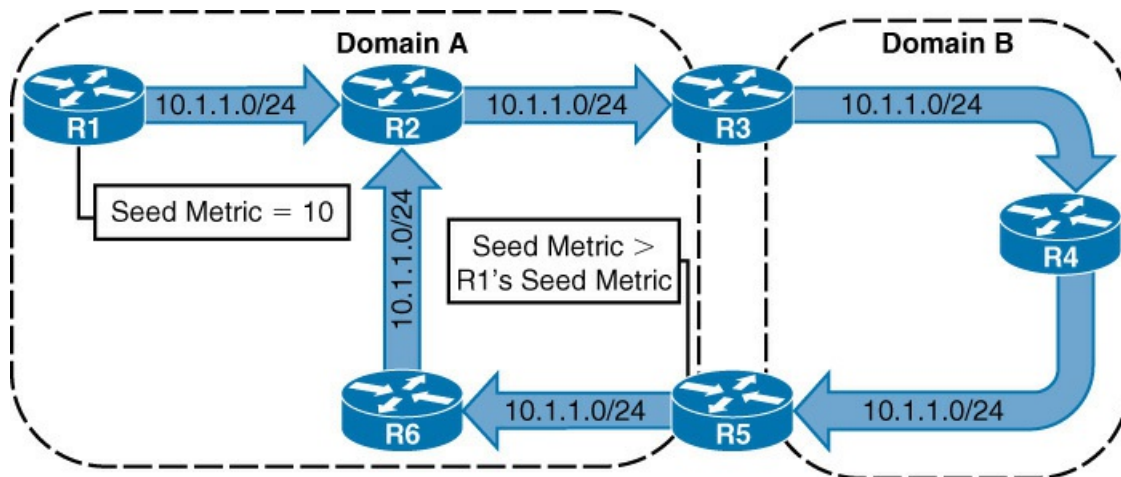 Domain A
Domain B
R1
10.1.1.0/24
R2
10.1.1.0/24
R3
10.1.1.0/24
Seed Metric = 10
10.1.1.0/24
Seed Metric >
R1's Seed Metric
R4
R6
10.1.1.0/24
R5
10.1.1.0/24